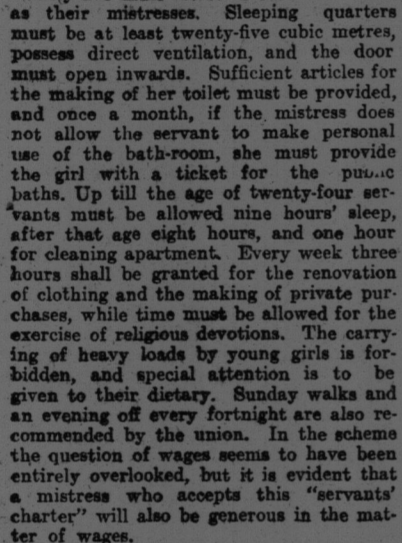 as their mistresses. Sleeping quarters
must be at least twenty-five cubic metres,
possess direct ventilation, and the door
must open inwards. Sufficient articles for
the making of her toilet must be provided,
and once a month, if the mistress does
not allow the servant to make personal
use of the bath-room, she must provide
the girl with a ticket for the
baths. Up till the age of twenty-four ser-
vants must be allowed nine hours' sleep,
after that age eight hours, and one hour
for cleaning apartment. Every week three
hours shall be granted for the renovation
of clothing and the making of private pur-
chases, while time must be allowed for the
exercise of religious devotions. The carry-
ing of heavy loads by young girls is for-
bidden, and special attention is to be
given to their dietary. Sunday walks and
an evening off every fortnight are also re-
commended by the union. In the scheme
the question of wages seems to have been
entirely overlooked, but it is evident that
a mistress who accepts this "servants'
charter" will also be generous in the mat-
ter of wages.